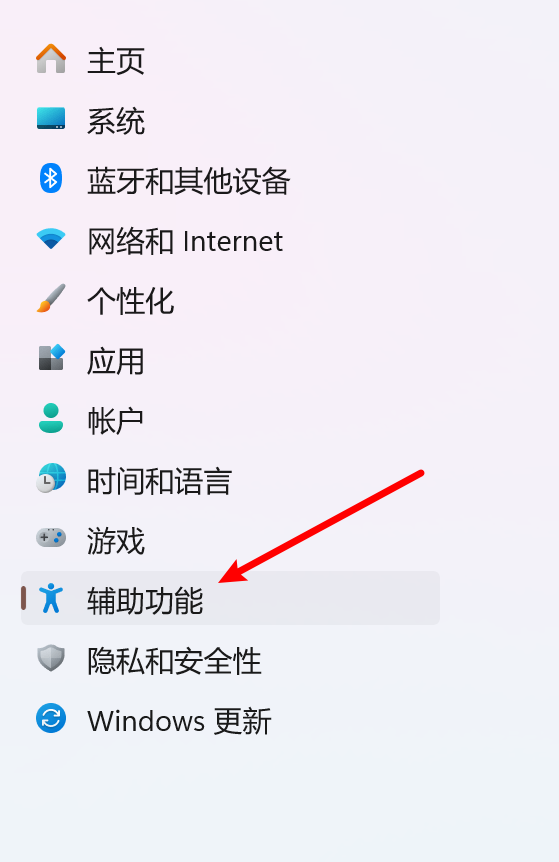 主页
系统
蓝牙和其他设备
网络和 Internet
个性化
应用
帐户
时间和语言
游戏
辅助功能
隐私和安全性
Windows 更新